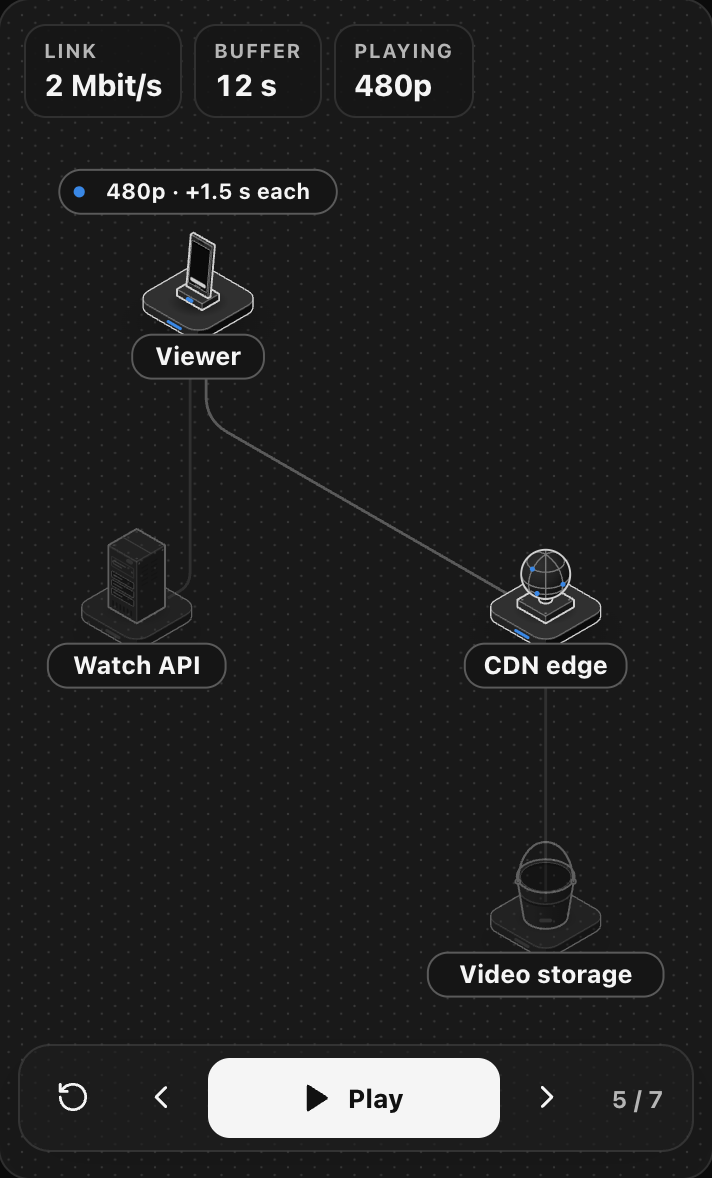 LINK
2 Mbit/s
BUFFER
12 s
PLAYING
480p
480p · +1.5 s each
Viewer
Watch API
CDN edge
Video storage
Play
5 / 7